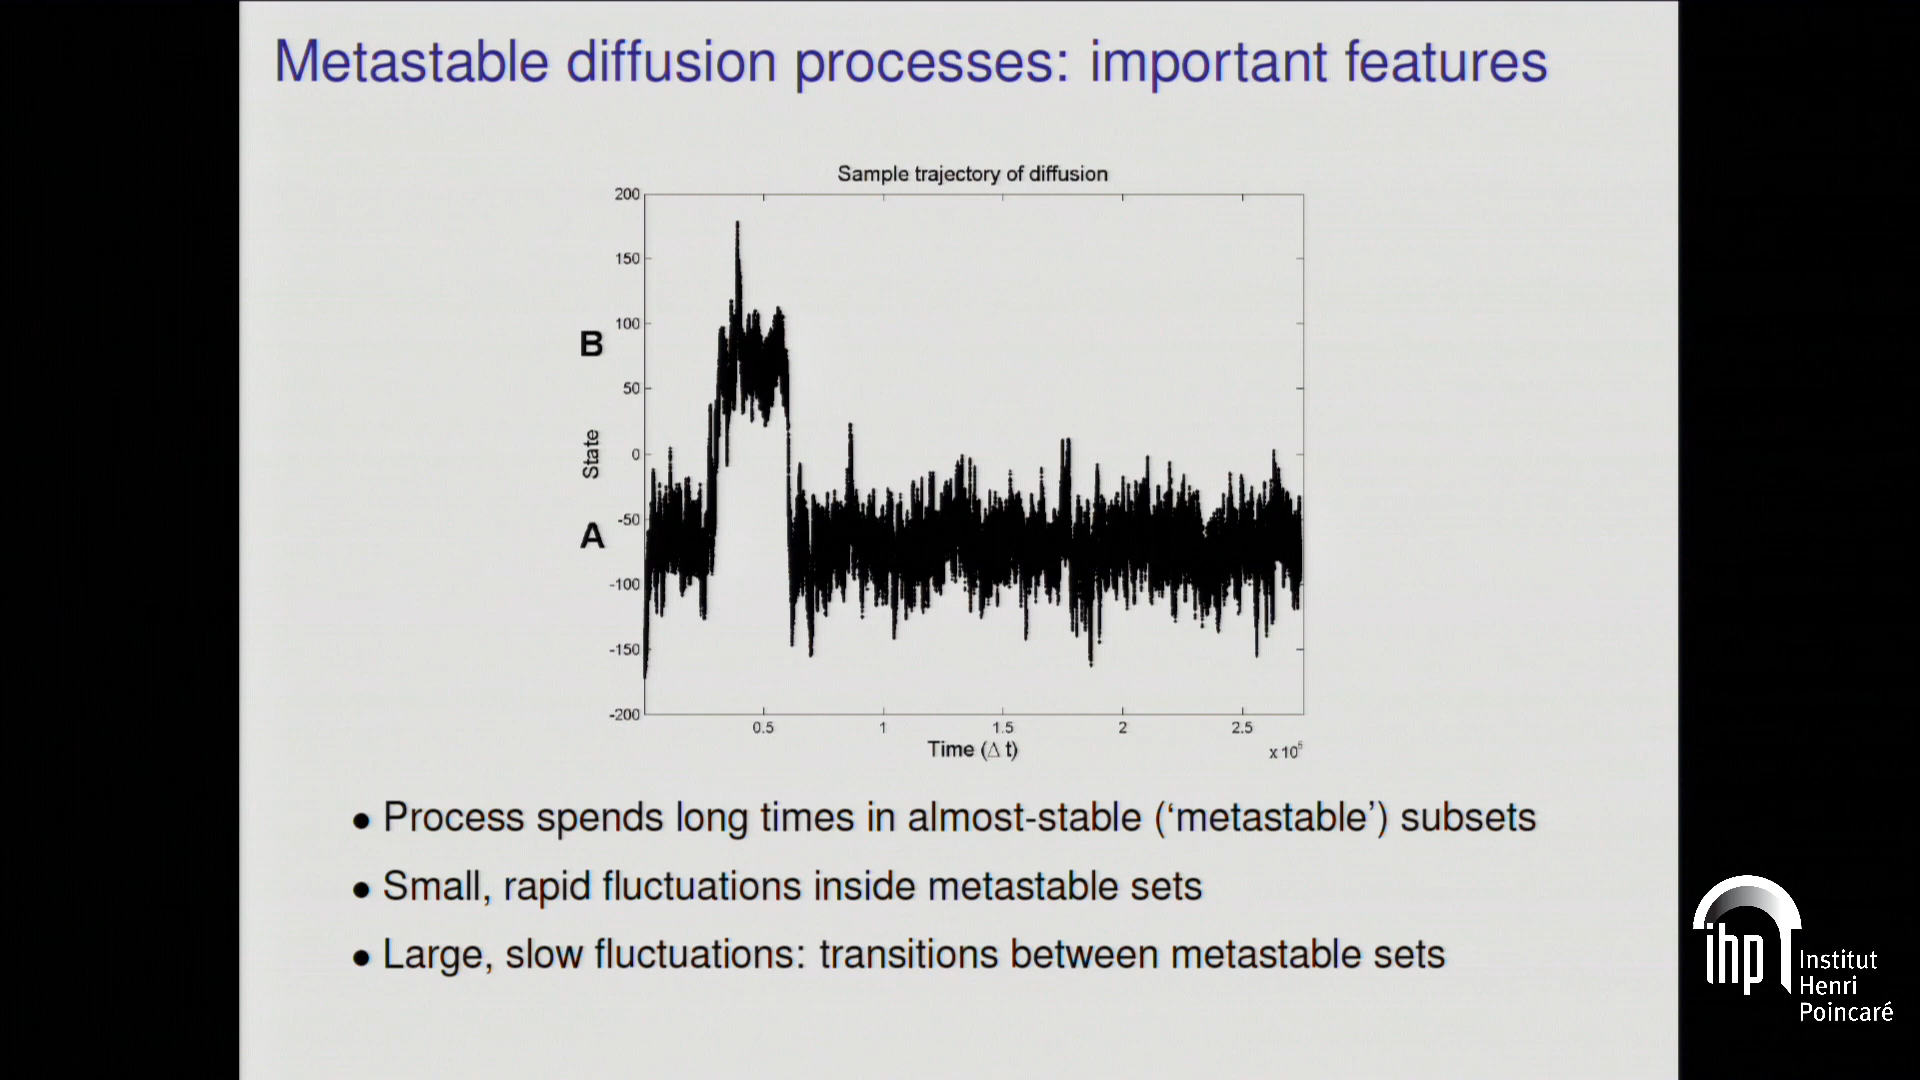 Metastable diffusion processes: important features
Sample trajectory of diffusion
200
150
100
50
0
-50
-100
-150
-200
B
A
State
0.5
1
1.5
2
2.5
Time (Δ t)
x 10⁵
• Process spends long times in almost-stable (‘metastable’) subsets
• Small, rapid fluctuations inside metastable sets
• Large, slow fluctuations: transitions between metastable sets
ihp
Institut
Henri
Poincaré